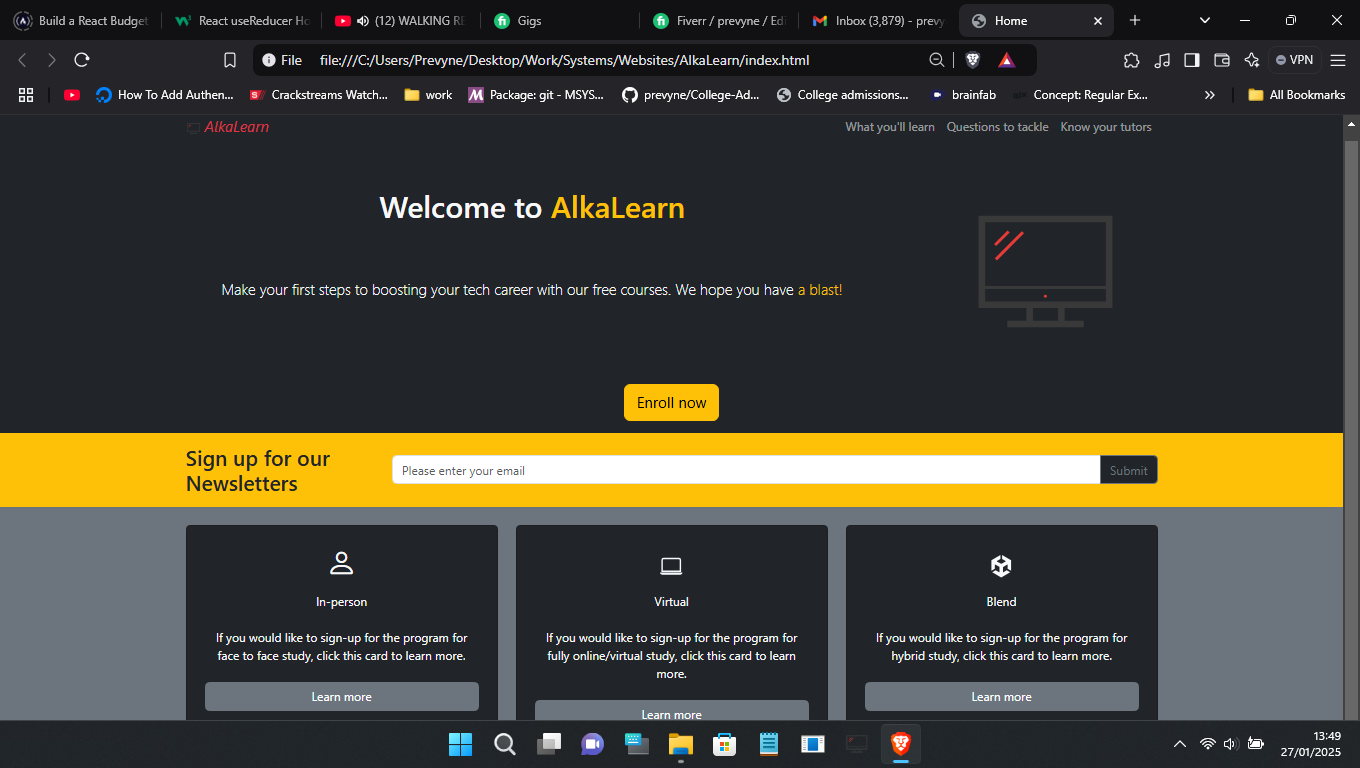 Build a React Budget
React useReducer Ho
(12) WALKING RE
Gigs
Fiverr / prevyne / Edi
Inbox (3,879) - prevy
Home
File file:///C:/Users/Prevyne/Desktop/Work/Systems/Websites/AlkaLearn/index.html
VPN
How To Add Authen...
Crackstreams Watch...
work
Package: git - MSYS...
prevyne/College-Ad...
College admissions...
brainfab
Concept: Regular Ex...
All Bookmarks
AlkaLearn
What you'll learn Questions to tackle Know your tutors
Welcome to AlkaLearn
Make your first steps to boosting your tech career with our free courses. We hope you have a blast!
Enroll now
Sign up for our
Newsletters
Please enter your email
Submit
In-person
If you would like to sign-up for the program for
face to face study, click this card to learn more.
Learn more
Virtual
If you would like to sign-up for the program for
fully online/virtual study, click this card to learn
more.
Learn more
Blend
If you would like to sign-up for the program for
hybrid study, click this card to learn more.
Learn more
13:49
27/01/2025